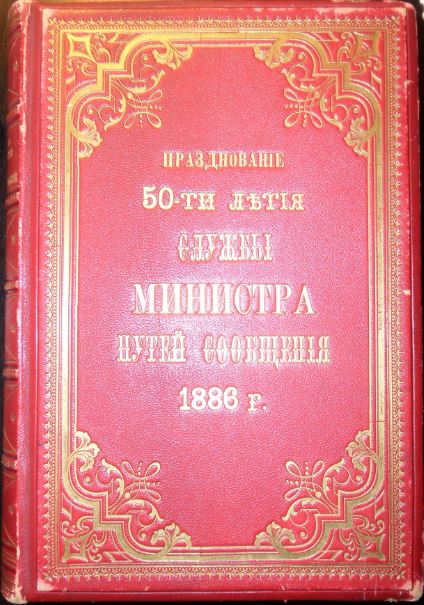 ПРАЗДНОВАНІЕ
50-ТИ ЛѢТІЯ
СЛУЖБЫ
МИНИСТРА
ПУТЕЙ СООБЩЕНІЯ
1886 г.